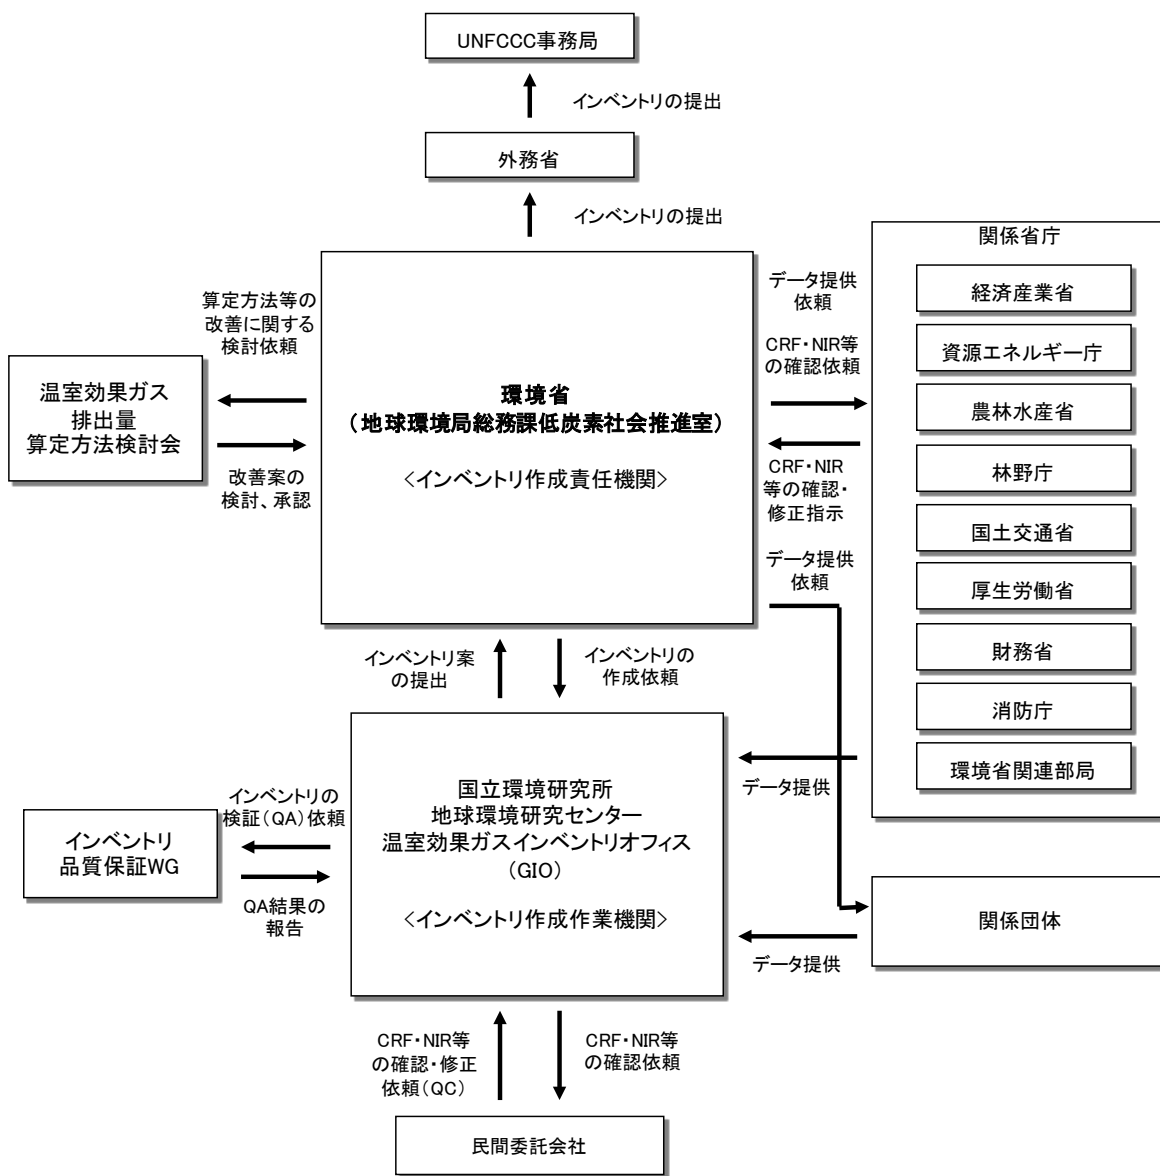 UNFCCC事務局
インベントリの提出
外務省
インベントリの提出
環境省
（地球環境局総務課低炭素社会推進室）
＜インベントリ作成責任機関＞
算定方法等の
改善に関する
検討依頼
温室効果ガス
排出量
算定方法検討会
改善案の
検討、承認
データ提供
依頼
CRF・NIR等
の確認依頼
CRF・NIR
等の確認・
修正指示
データ提供
依頼
関係省庁
経済産業省
資源エネルギー庁
農林水産省
林野庁
国土交通省
厚生労働省
財務省
消防庁
環境省関連部局
インベントリ案
の提出
インベントリの
作成依頼
国立環境研究所
地球環境研究センター
温室効果ガスインベントリオフィス
（GIO）
＜インベントリ作成作業機関＞
インベントリの
検証（QA）依頼
インベントリ
品質保証WG
QA結果の
報告
データ提供
関係団体
データ提供
CRF・NIR等
の確認・修正
依頼（QC）
CRF・NIR等
の確認依頼
民間委託会社